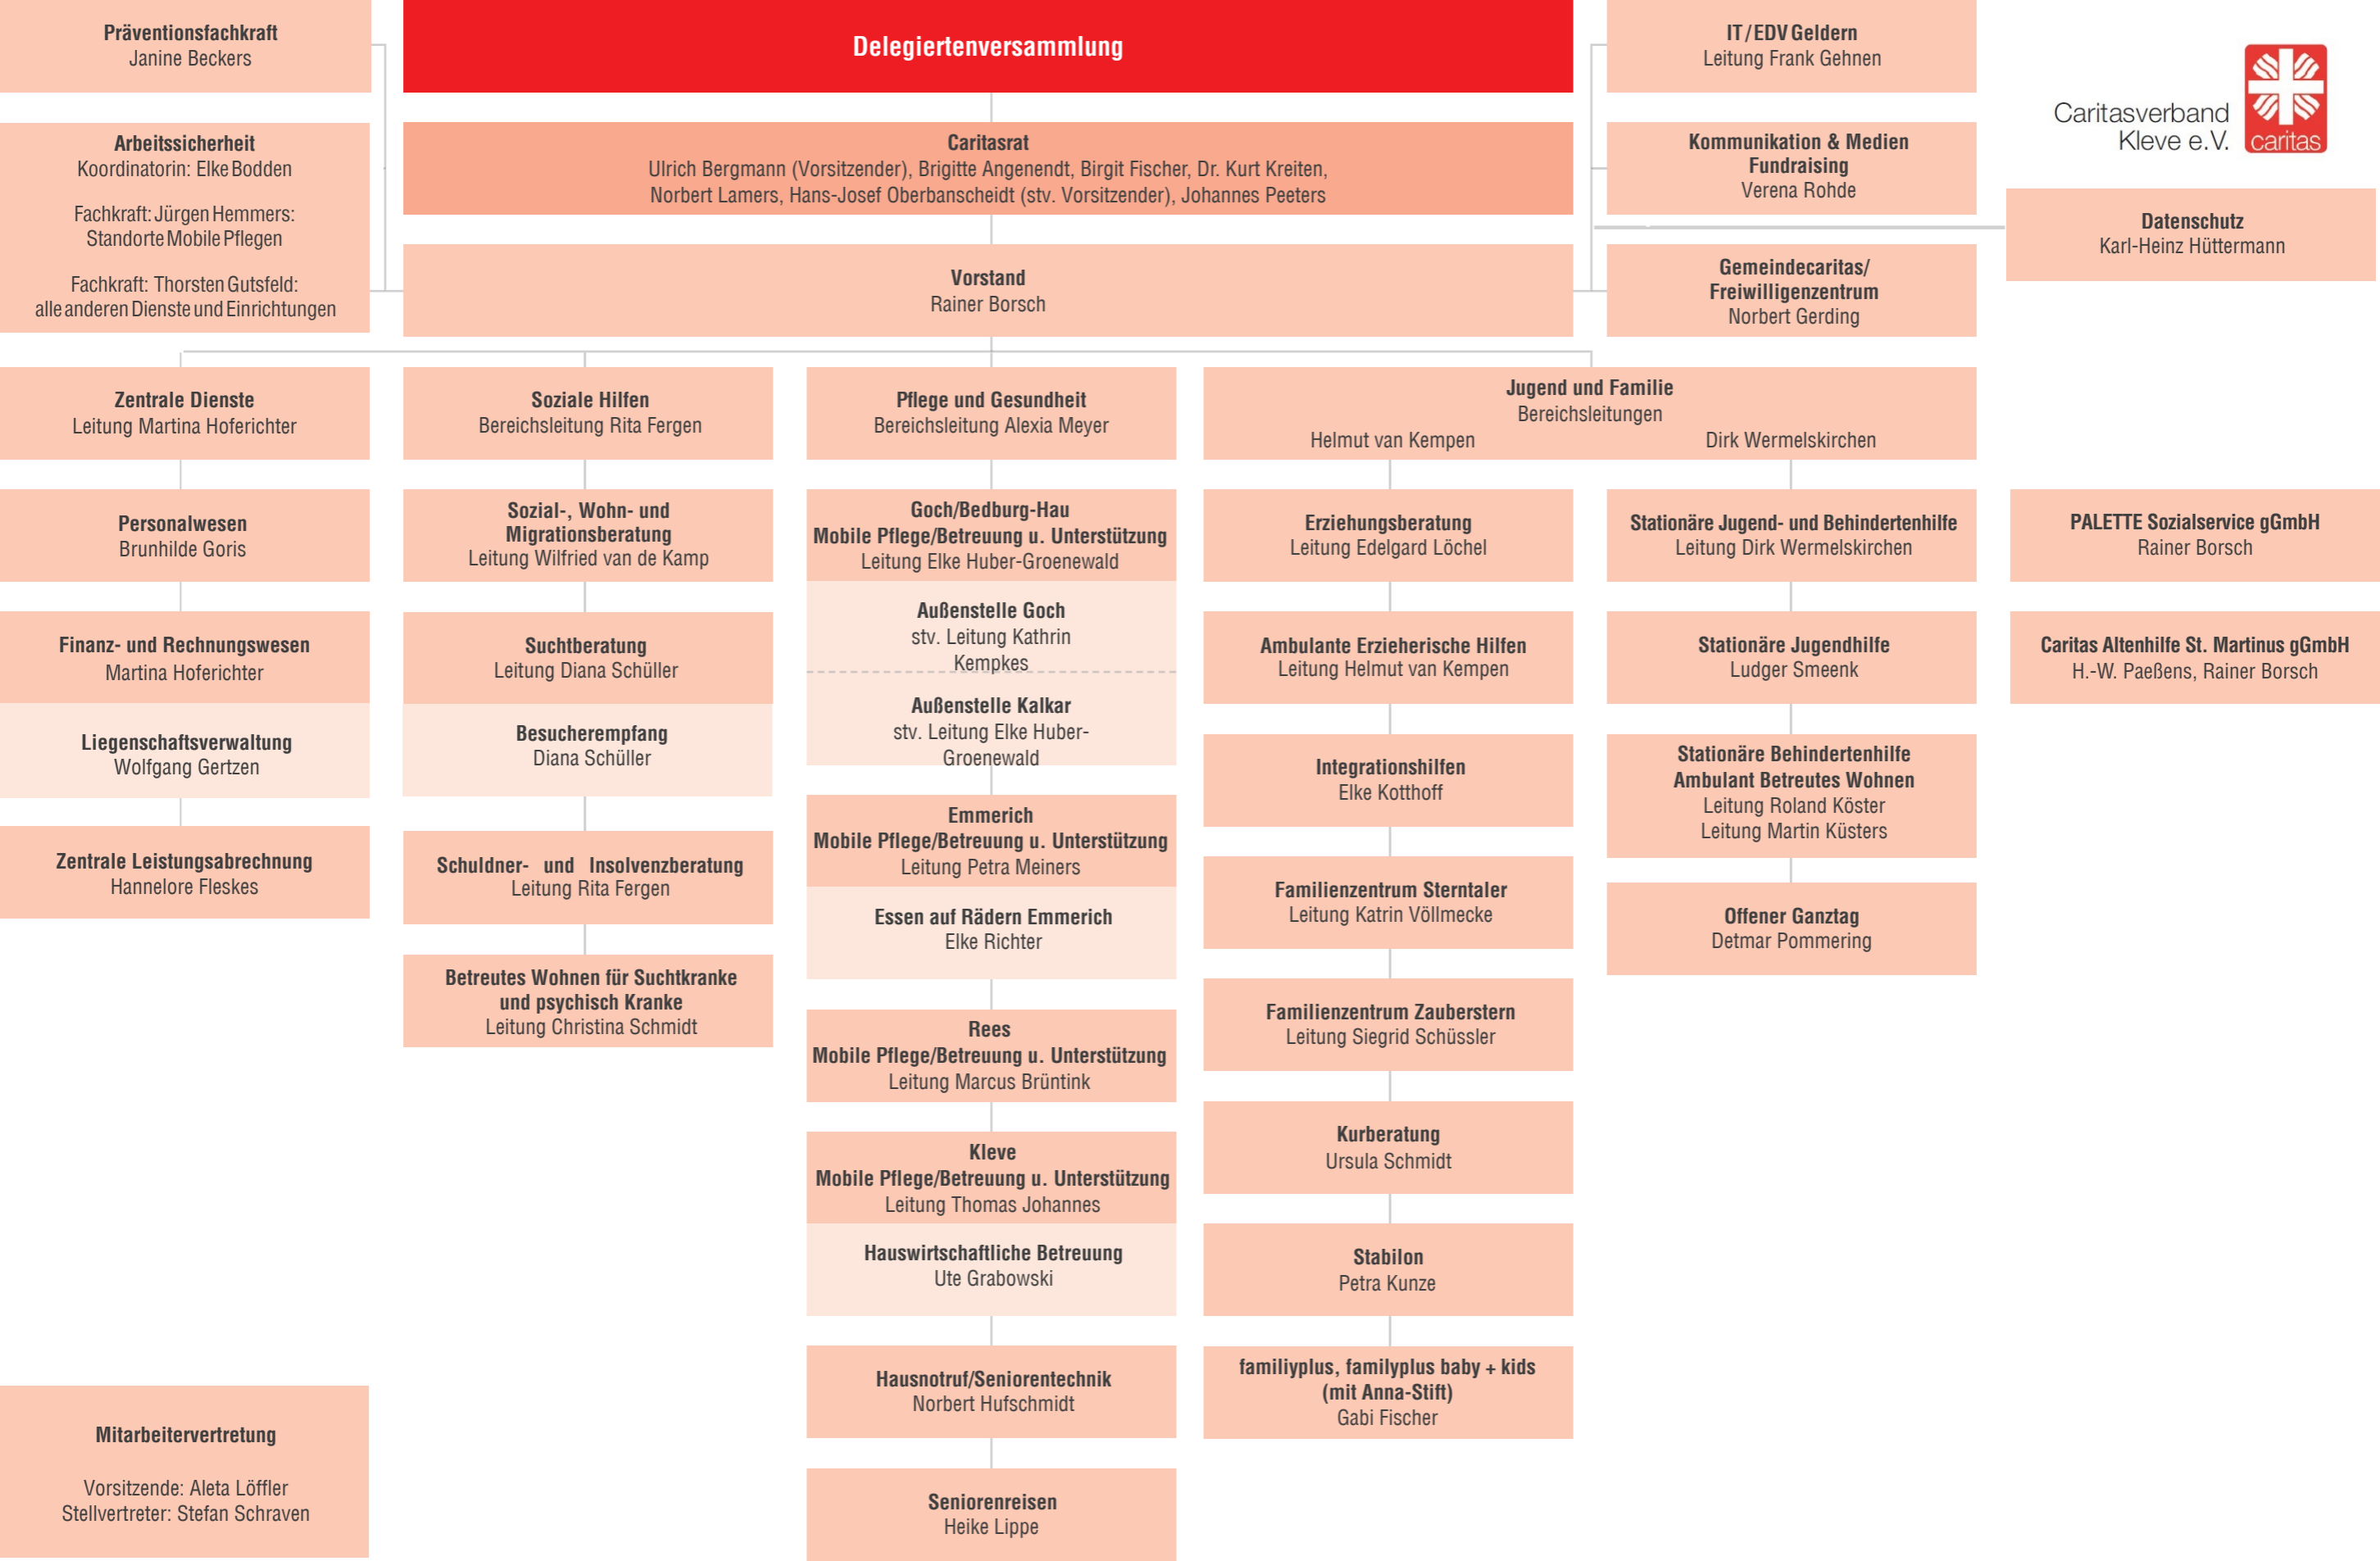 Präventionsfachkraft
Janine Beckers
Delegiertenversammlung
IT/EDV Geldern
Leitung Frank Gehnen
Caritasverband
Kleve e.V.
caritas
Arbeitssicherheit
Koordinatorin: Elke Bodden
Fachkraft: Jürgen Hemmers:
Standorte Mobile Pflegen
Fachkraft: Thorsten Gutsfeld:
alle anderen Dienste und Einrichtungen
Caritasrat
Ulrich Bergmann (Vorsitzender), Brigitte Angenendt, Birgit Fischer, Dr. Kurt Kreiten,
Norbert Lamers, Hans-Josef Oberbanscheidt (stv. Vorsitzender), Johannes Peeters
Kommunikation & Medien
Fundraising
Verena Rohde
Datenschutz
Karl-Heinz Hüttermann
Vorstand
Rainer Borsch
Gemeindecaritas/
Freiwilligenzentrum
Norbert Gerding
Zentrale Dienste
Leitung Martina Hoferichter
Soziale Hilfen
Bereichsleitung Rita Fergen
Pflege und Gesundheit
Bereichsleitung Alexia Meyer
Jugend und Familie
Bereichsleitungen
Helmut van Kempen
Dirk Wermelskirchen
Personalwesen
Brunhilde Goris
Finanz- und Rechnungswesen
Martina Hoferichter
Liegenschaftsverwaltung
Wolfgang Gertzen
Zentrale Leistungsabrechnung
Hannelore Fleskes
Sozial-, Wohn- und
Migrationsberatung
Leitung Wilfried van de Kamp
Suchtberatung
Leitung Diana Schüller
Besucherempfang
Diana Schüller
Schuldner- und Insolvenzberatung
Leitung Rita Fergen
Betreutes Wohnen für Suchtkranke
und psychisch Kranke
Leitung Christina Schmidt
Goch/Bedburg-Hau
Mobile Pflege/Betreuung u. Unterstützung
Leitung Elke Huber-Groenewald
Außenstelle Goch
stv. Leitung Kathrin
Kempkes
Außenstelle Kalkar
stv. Leitung Elke Huber-
Groenewald
Emmerich
Mobile Pflege/Betreuung u. Unterstützung
Leitung Petra Meiners
Essen auf Rädern Emmerich
Elke Richter
Rees
Mobile Pflege/Betreuung u. Unterstützung
Leitung Marcus Brüntink
Kleve
Mobile Pflege/Betreuung u. Unterstützung
Leitung Thomas Johannes
Hauswirtschaftliche Betreuung
Ute Grabowski
Hausnotruf/Seniorentechnik
Norbert Hufschmidt
Seniorenreisen
Heike Lippe
Erziehungsberatung
Leitung Edelgard Löchel
Ambulante Erzieherische Hilfen
Leitung Helmut van Kempen
Integrationshilfen
Elke Kotthoff
Familienzentrum Sterntaler
Leitung Katrin Völlmecke
Familienzentrum Zauberstern
Leitung Siegrid Schüssler
Kurberatung
Ursula Schmidt
Stabilon
Petra Kunze
familiyplus, familyplus baby + kids
(mit Anna-Stift)
Gabi Fischer
Stationäre Jugend- und Behindertenhilfe
Leitung Dirk Wermelskirchen
Stationäre Jugendhilfe
Ludger Smeenk
Stationäre Behindertenhilfe
Ambulant Betreutes Wohnen
Leitung Roland Köster
Leitung Martin Küsters
Offener Ganztag
Detmar Pommering
PALETTE Sozialservice gGmbH
Rainer Borsch
Caritas Altenhilfe St. Martinus gGmbH
H.-W. Paeßens, Rainer Borsch
Mitarbeitervertretung
Vorsitzende: Aleta Löffler
Stellvertreter: Stefan Schraven